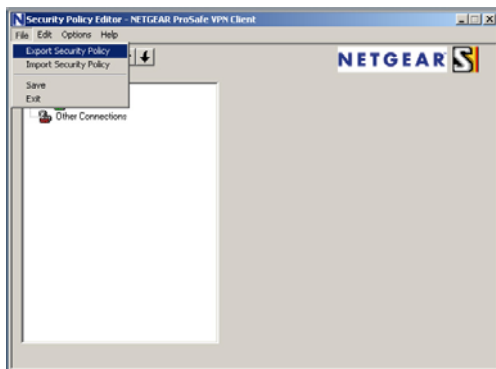 Security Policy Editor - NETGEAR ProSafe VPN Client
File Edit Options Help
Export Security Policy
Import Security Policy
Save
Exit
NETGEAR
Other Connections